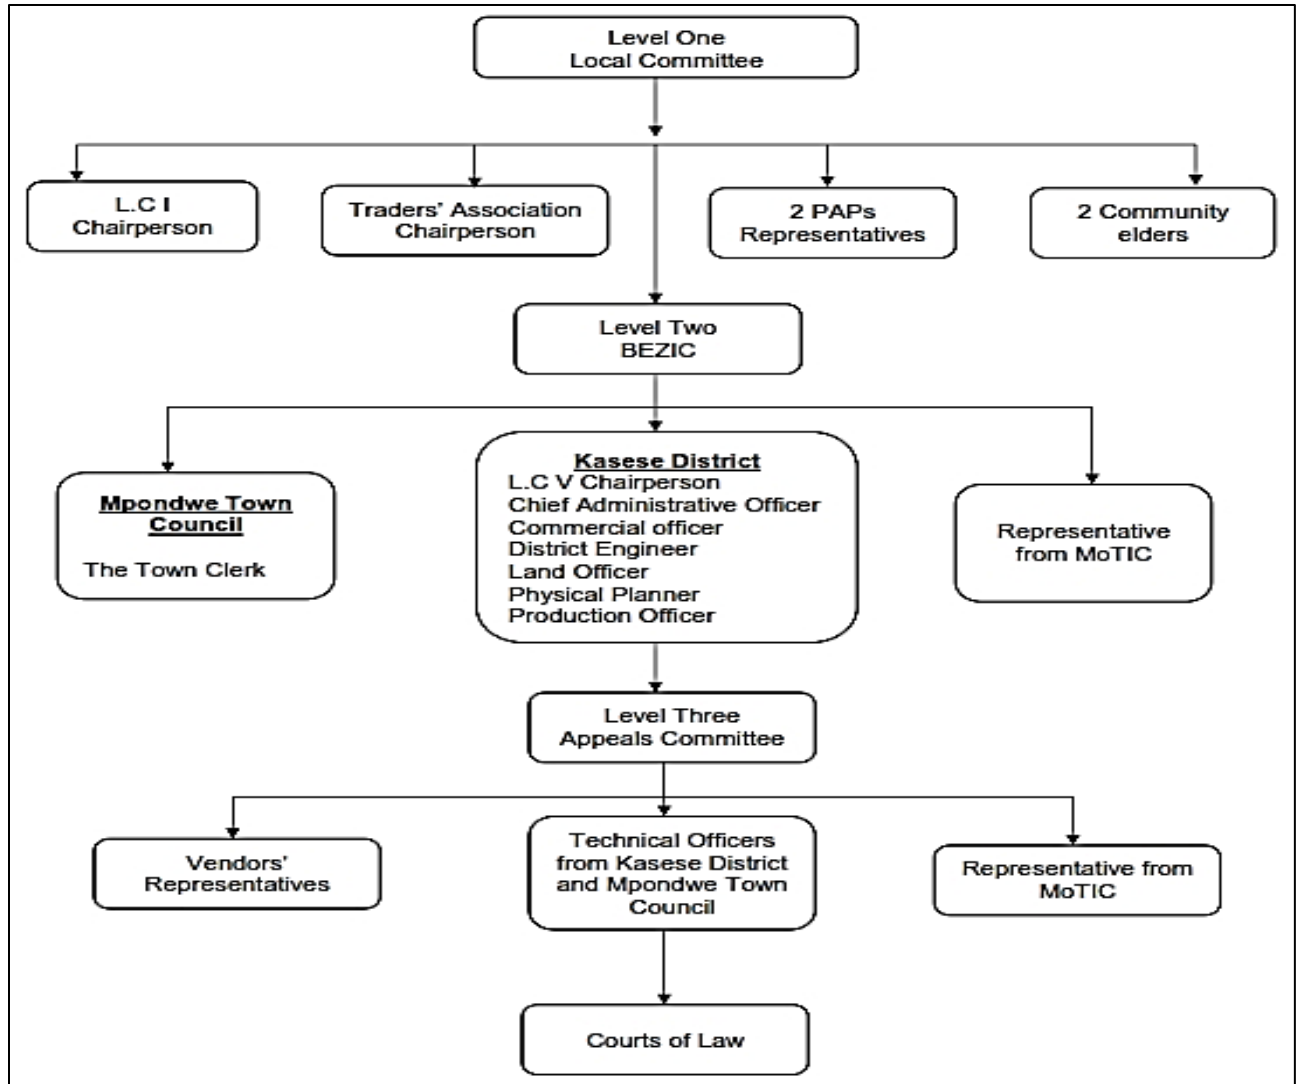 Level One
Local Committee
L.C I
Chairperson
Traders' Association
Chairperson
2 PAPs
Representatives
2 Community
elders
Level Two
BEZIC
Mpondwe Town
Council
The Town Clerk
Kasese District
L.C V Chairperson
Chief Administrative Officer
Commercial officer
District Engineer
Land Officer
Physical Planner
Production Officer
Representative
from MoTIC
Level Three
Appeals Committee
Vendors'
Representatives
Technical Officers
from Kasese District
and Mpondwe Town
Council
Representative from
MoTIC
Courts of Law